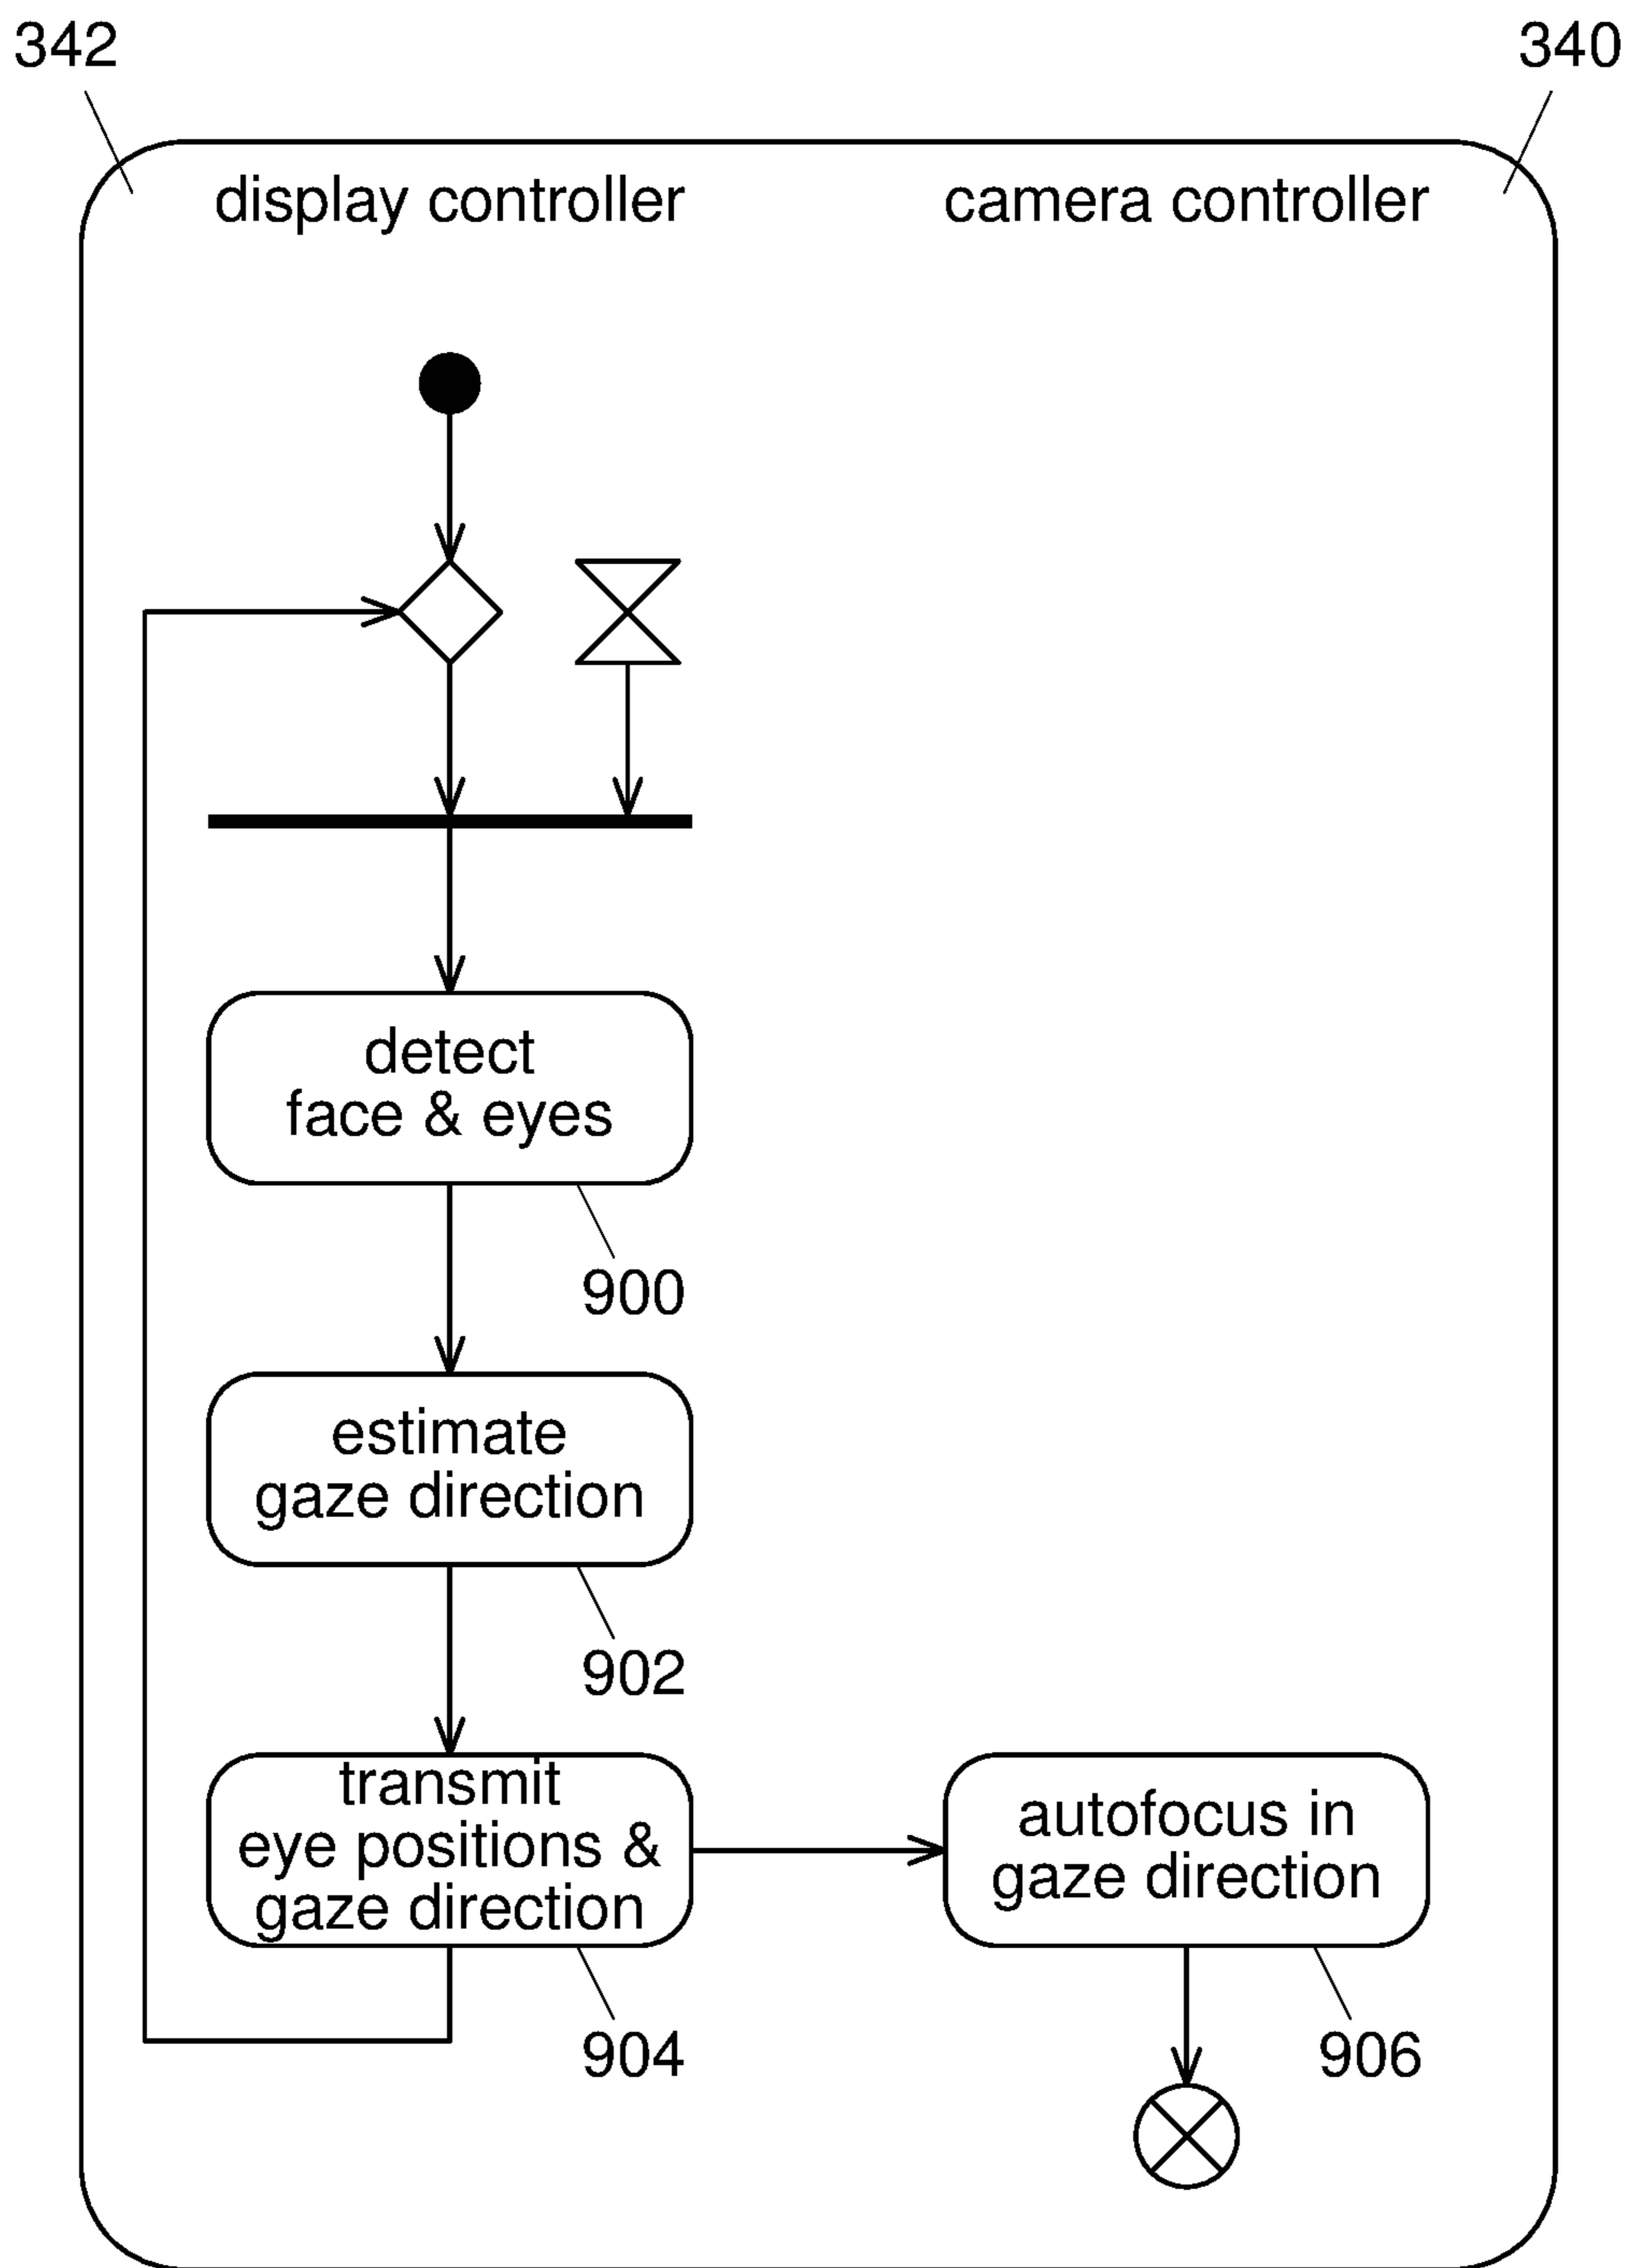 342
340
display controller
camera controller
detect
face & eyes
900
estimate
gaze direction
902
transmit
eye positions &
gaze direction
904
autofocus in
gaze direction
906